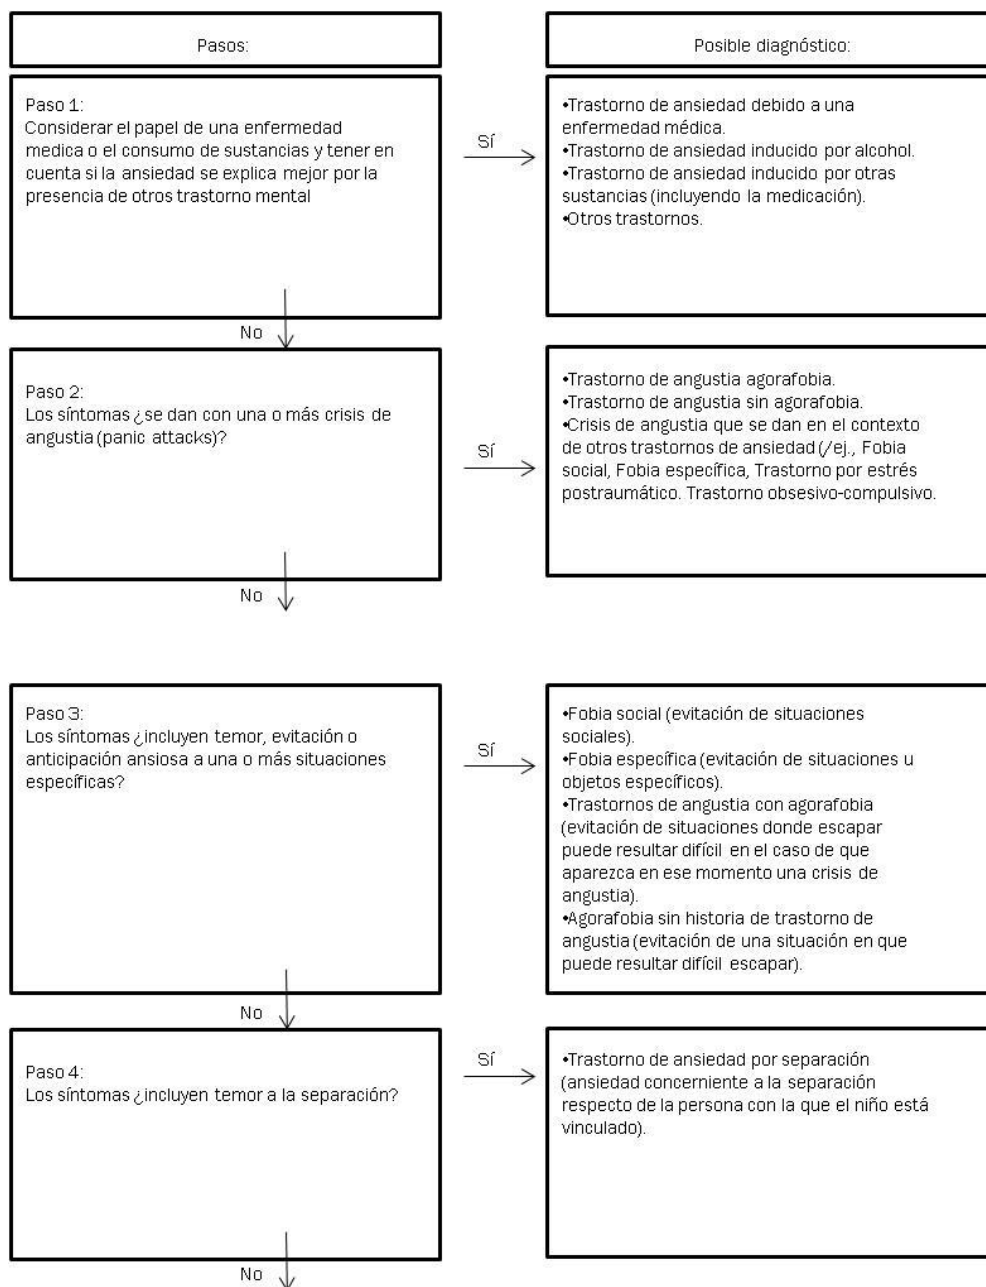 Pasos:
Posible diagnóstico:
Paso 1:
Considerar el papel de una enfermedad
medica o el consumo de sustancias y tener en
cuenta si la ansiedad se explica mejor por la
presencia de otros trastorno mental
Sí
•Trastorno de ansiedad debido a una
enfermedad médica.
•Trastorno de ansiedad inducido por alcohol.
•Trastorno de ansiedad inducido por otras
sustancias (incluyendo la medicación).
•Otros trastornos.
No
Paso 2:
Los síntomas ¿se dan con una o más crisis de
angustia (panic attacks)?
Sí
•Trastorno de angustia agorafobia.
•Trastorno de angustia sin agorafobia.
•Crisis de angustia que se dan en el contexto
de otros trastornos de ansiedad (/ej., Fobia
social, Fobia específica, Trastorno por estrés
postraumático. Trastorno obsesivo-compulsivo.
No
Paso 3:
Los síntomas ¿incluyen temor, evitación o
anticipación ansiosa a una o más situaciones
específicas?
Sí
•Fobia social (evitación de situaciones
sociales).
•Fobia específica (evitación de situaciones u
objetos específicos).
•Trastornos de angustia con agorafobia
(evitación de situaciones donde escapar
puede resultar difícil en el caso de que
aparezca en ese momento una crisis de
angustia).
•Agorafobia sin historia de trastorno de
angustia (evitación de una situación en que
puede resultar difícil escapar).
No
Paso 4:
Los síntomas ¿incluyen temor a la separación?
Sí
•Trastorno de ansiedad por separación
(ansiedad concerniente a la separación
respecto de la persona con la que el niño está
vinculado).
No